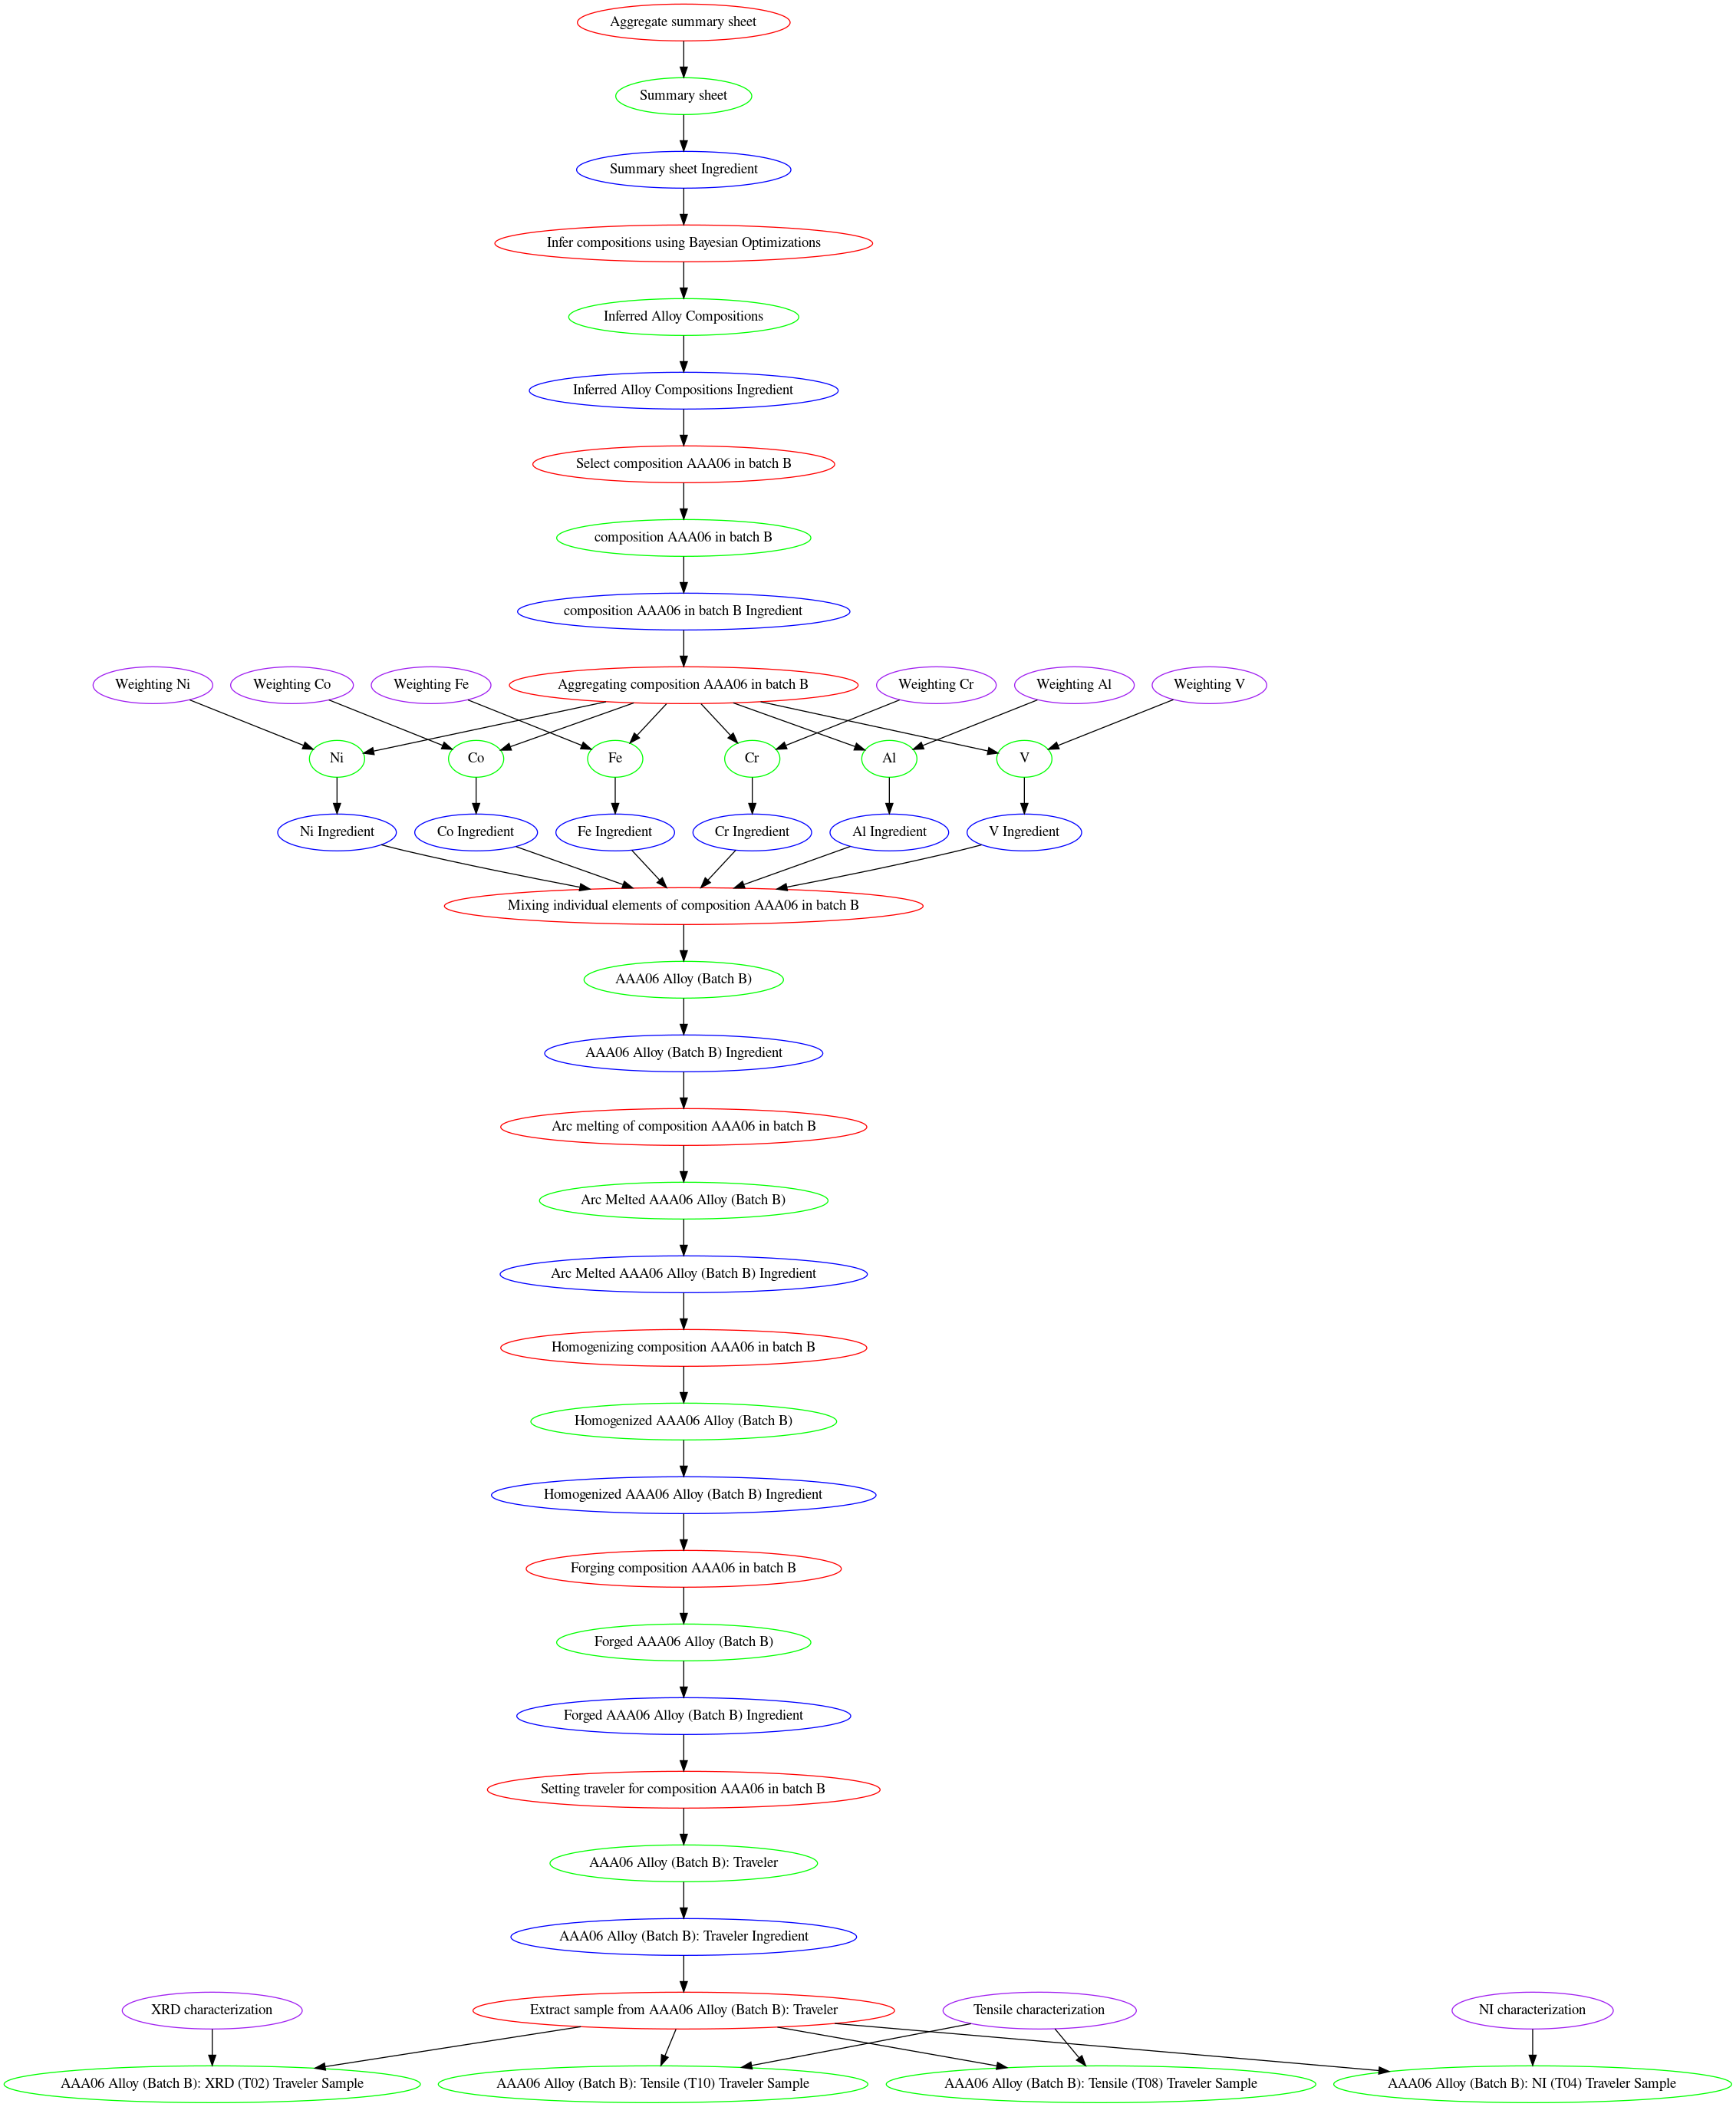 Aggregate summary sheet
Summary sheet
Summary sheet Ingredient
Infer compositions using Bayesian Optimizations
Inferred Alloy Compositions
Inferred Alloy Compositions Ingredient
Select composition AAA06 in batch B
composition AAA06 in batch B
composition AAA06 in batch B Ingredient
Weighting Ni
Weighting Co
Weighting Fe
Aggregating composition AAA06 in batch B
Weighting Cr
Weighting Al
Weighting V
Ni
Co
Fe
Cr
Al
V
Ni Ingredient
Co Ingredient
Fe Ingredient
Cr Ingredient
Al Ingredient
V Ingredient
Mixing individual elements of composition AAA06 in batch B
AAA06 Alloy (Batch B)
AAA06 Alloy (Batch B) Ingredient
Arc melting of composition AAA06 in batch B
Arc Melted AAA06 Alloy (Batch B)
Arc Melted AAA06 Alloy (Batch B) Ingredient
Homogenizing composition AAA06 in batch B
Homogenized AAA06 Alloy (Batch B)
Homogenized AAA06 Alloy (Batch B) Ingredient
Forging composition AAA06 in batch B
Forged AAA06 Alloy (Batch B)
Forged AAA06 Alloy (Batch B) Ingredient
Setting traveler for composition AAA06 in batch B
AAA06 Alloy (Batch B): Traveler
AAA06 Alloy (Batch B): Traveler Ingredient
XRD characterization
Extract sample from AAA06 Alloy (Batch B): Traveler
Tensile characterization
NI characterization
AAA06 Alloy (Batch B): XRD (T02) Traveler Sample
AAA06 Alloy (Batch B): Tensile (T10) Traveler Sample
AAA06 Alloy (Batch B): Tensile (T08) Traveler Sample
AAA06 Alloy (Batch B): NI (T04) Traveler Sample